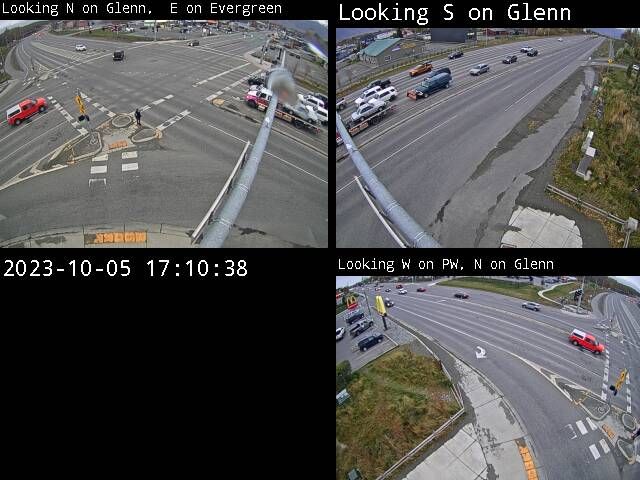 Looking N on Glenn, E on Evergreen
Looking S on Glenn
2023-10-05 17:10:38
Looking W on PW, N on Glenn